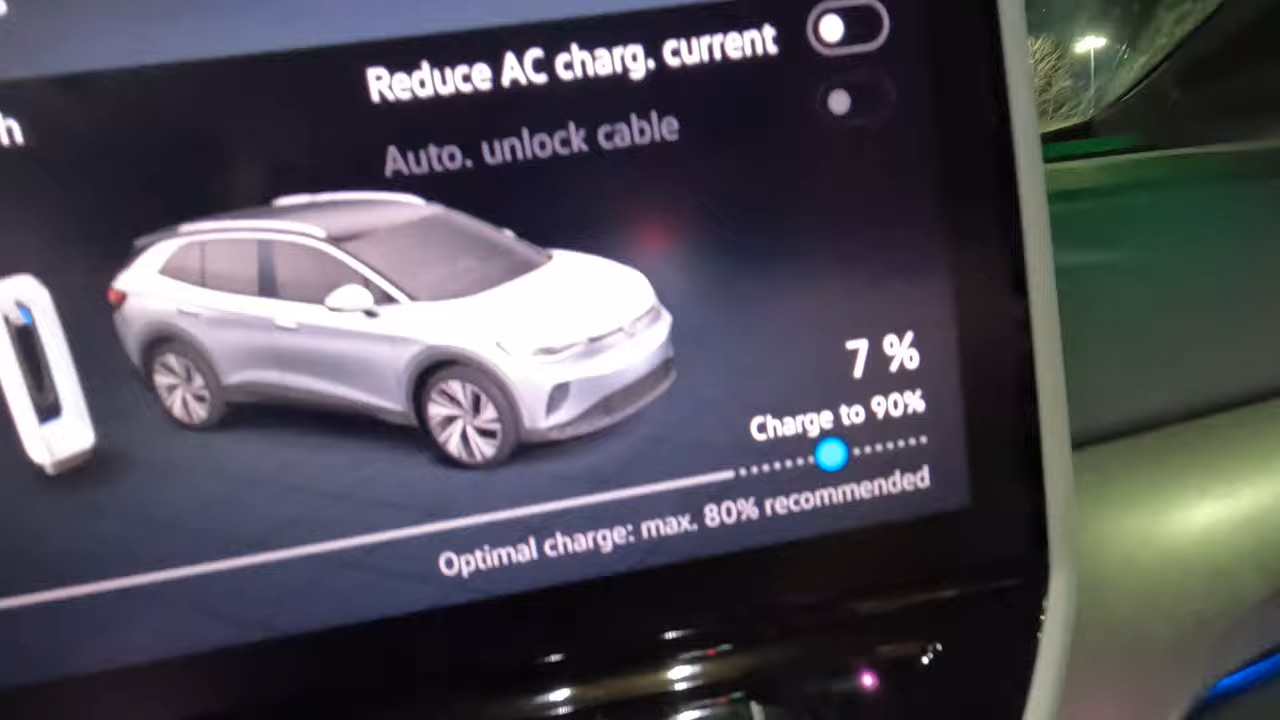 Reduce AC charg. current
h
Auto. unlock cable
7 %
Charge to 90%
Optimal charge: max. 80% recommended